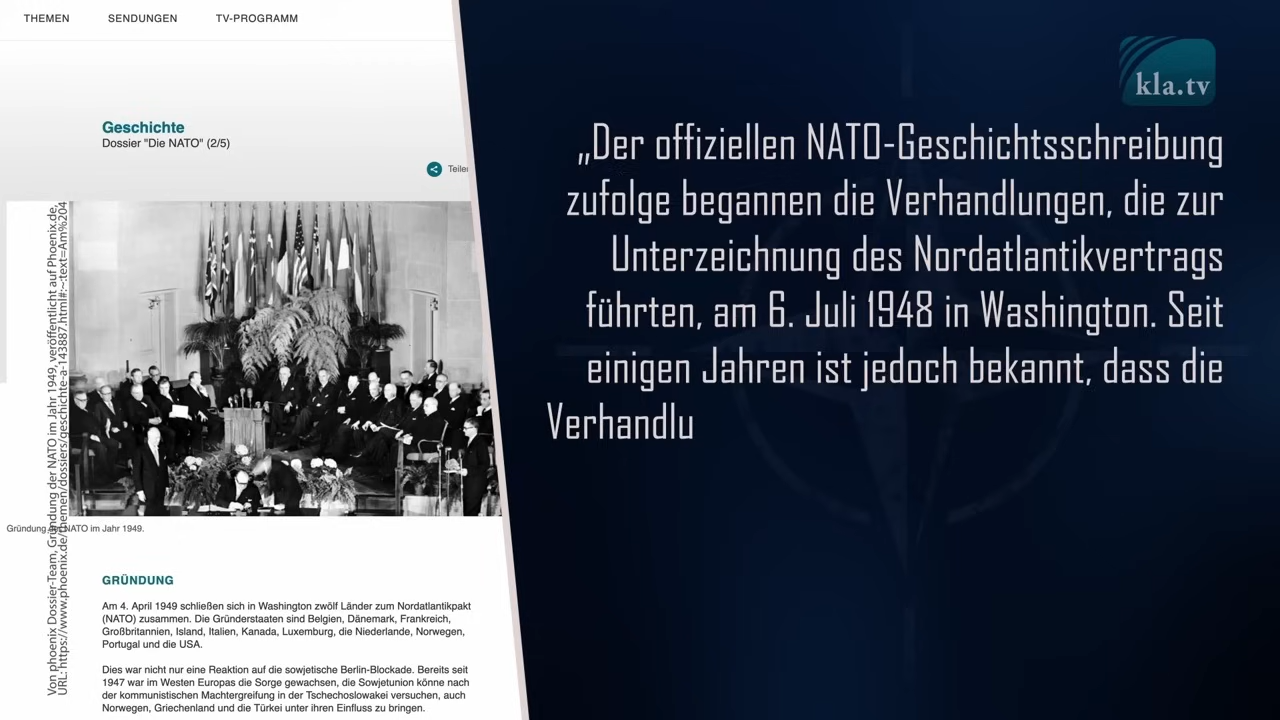 THEMEN SENDUNGEN TV-PROGRAMM
Geschichte
Dossier "Die NATO" (2/5)
Teilen
Von phoenix Dossier-Team, Gründung der NATO im Jahr 1949, veröffentlicht auf Phoenix.de,
URL: https://www.phoenix.de/themen/dossiers/geschichte-a-143887.html#:~:text=Am%204
Gründung der NATO im Jahr 1949.
GRÜNDUNG
Am 4. April 1949 schließen sich in Washington zwölf Länder zum Nordatlantikpakt
(NATO) zusammen. Die Gründerstaaten sind Belgien, Dänemark, Frankreich,
Großbritannien, Island, Italien, Kanada, Luxemburg, die Niederlande, Norwegen,
Portugal und die USA.
Dies war nicht nur eine Reaktion auf die sowjetische Berlin-Blockade. Bereits seit
1947 war im Westen Europas die Sorge gewachsen, die Sowjetunion könne nach
der kommunistischen Machtergreifung in der Tschechoslowakei versuchen, auch
Norwegen, Griechenland und die Türkei unter ihren Einfluss zu bringen.
kla.tv
„Der offiziellen NATO-Geschichtsschreibung
zufolge begannen die Verhandlungen, die zur
Unterzeichnung des Nordatlantikvertrags
führten, am 6. Juli 1948 in Washington. Seit
einigen Jahren ist jedoch bekannt, dass die
Verhandlu